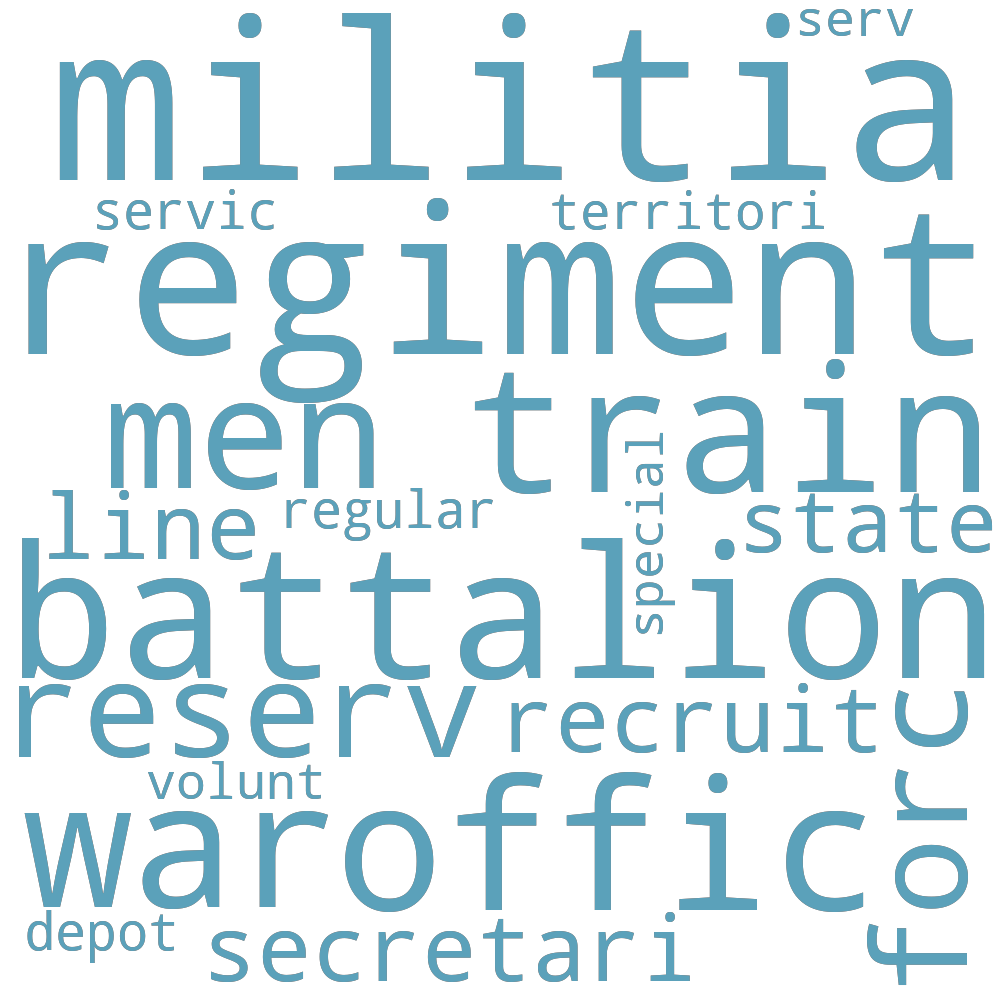 serv
militia
servic territori
regiment
men train
line regular special state
battalion
reserv recruit
forc
volunt
waroffic
depot secretari